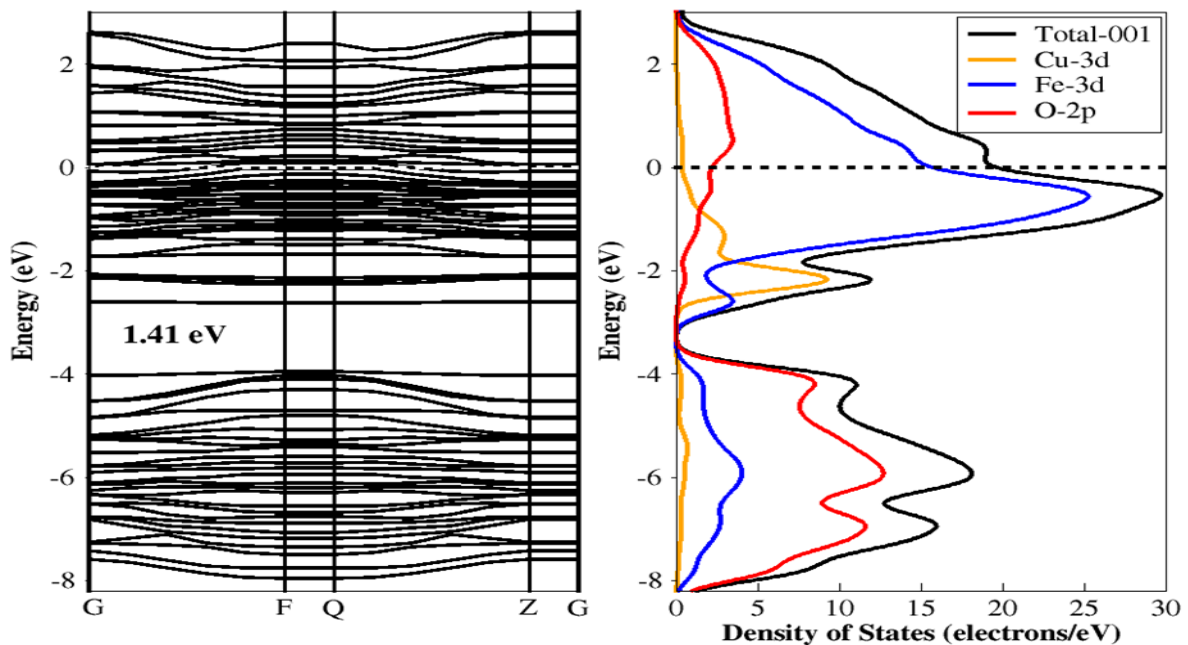 Energy (eV)
2
0
-2
-4
-6
-8
1.41 eV
G F Q Z G
Energy (eV)
2
0
-2
-4
-6
-8
Total-001
Cu-3d
Fe-3d
O-2p
0 5 10 15 20 25 30
Density of States (electrons/eV)